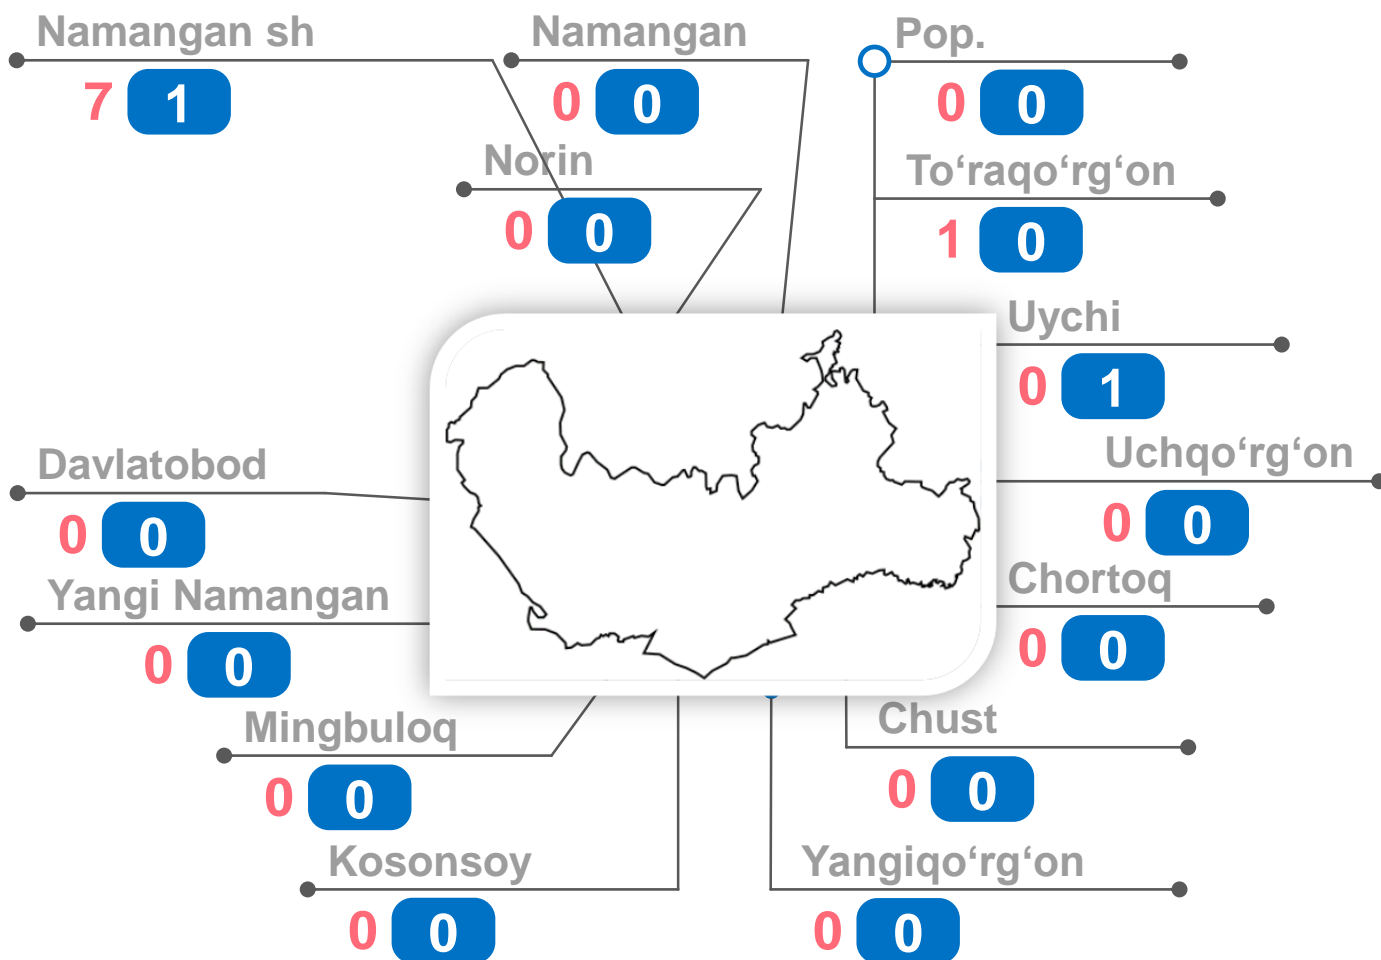 Namangan sh
7 1
Namangan
0 0
Pop.
0 0
Norin
0 0
To‘raqo‘rg‘on
1 0
Uychi
0 1
Davlatobod
0 0
Uchqo‘rg‘on
0 0
Yangi Namangan
0 0
Chortoq
0 0
Mingbuloq
0 0
Chust
0 0
Kosonsoy
0 0
Yangiqo‘rg‘on
0 0